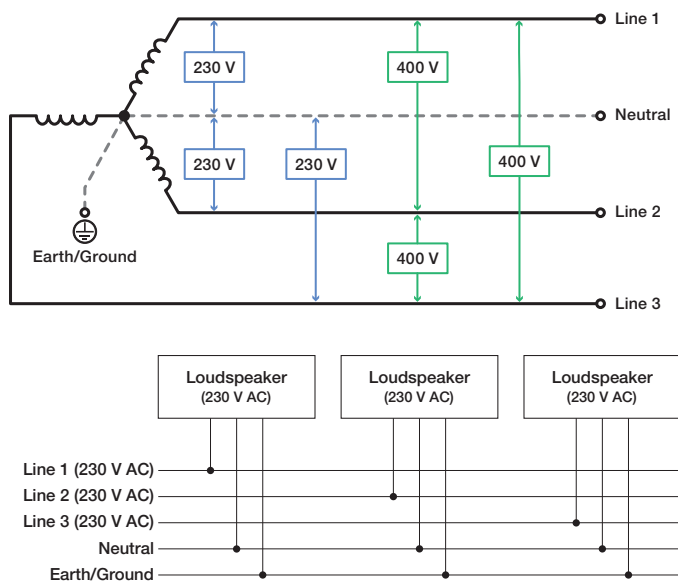 Line 1
230 V
400 V
Neutral
230 V
230 V
400 V
Line 2
Earth/Ground
400 V
Line 3
Loudspeaker
(230 V AC)
Loudspeaker
(230 V AC)
Loudspeaker
(230 V AC)
Line 1 (230 V AC)
Line 2 (230 V AC)
Line 3 (230 V AC)
Neutral
Earth/Ground